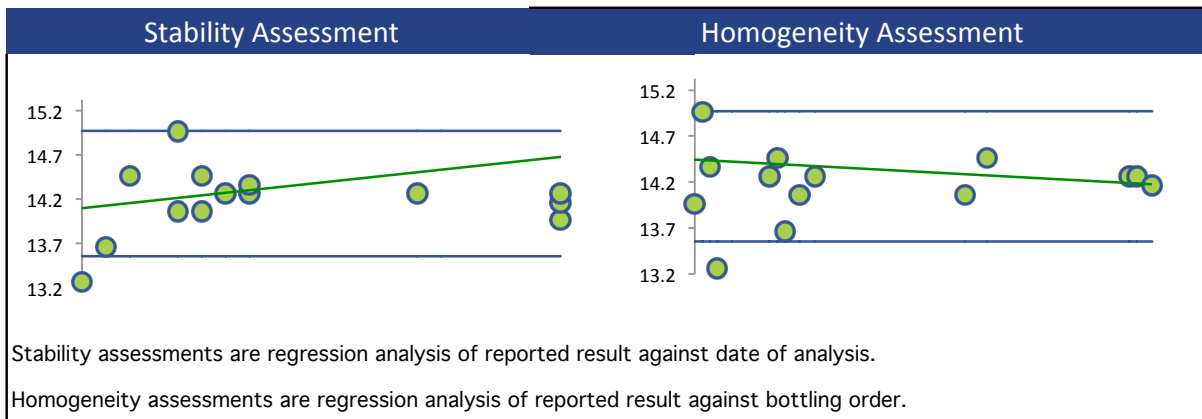 Stability Assessment
Homogeneity Assessment
15.2
14.7
14.2
13.7
13.2
15.2
14.7
14.2
13.7
13.2
Stability assessments are regression analysis of reported result against date of analysis.
Homogeneity assessments are regression analysis of reported result against bottling order.